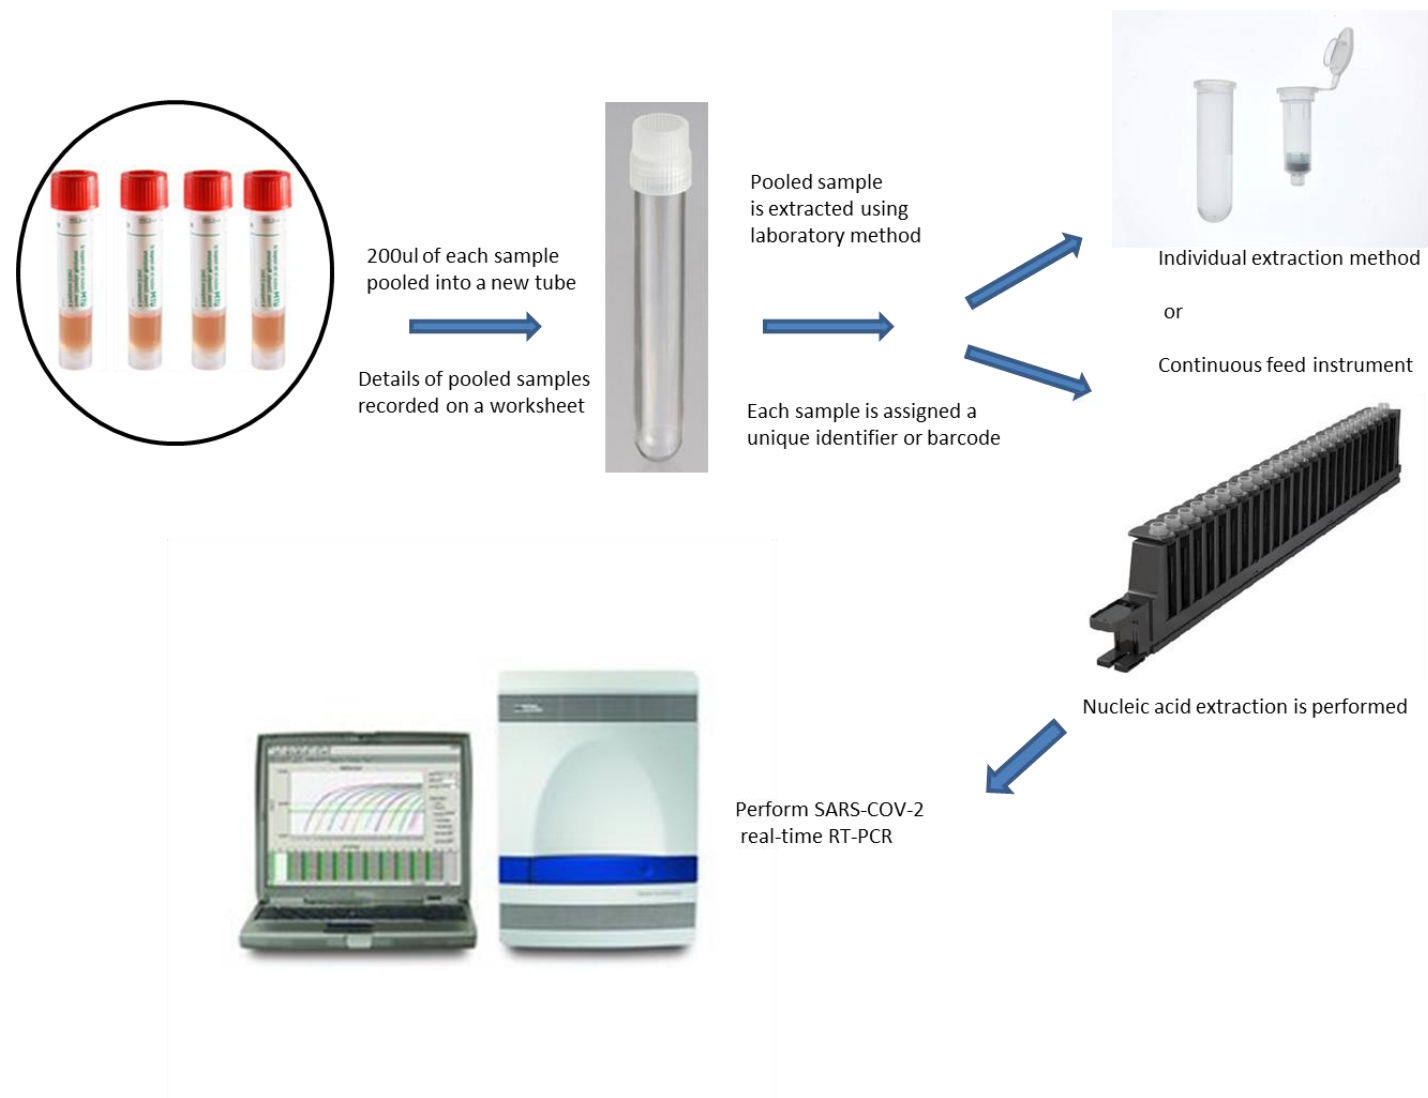 200ul of each sample
pooled into a new tube
Details of pooled samples
recorded on a worksheet
Pooled sample
is extracted using
laboratory method
Each sample is assigned a
unique identifier or barcode
Individual extraction method
or
Continuous feed instrument
Nucleic acid extraction is performed
Perform SARS-COV-2
real-time RT-PCR